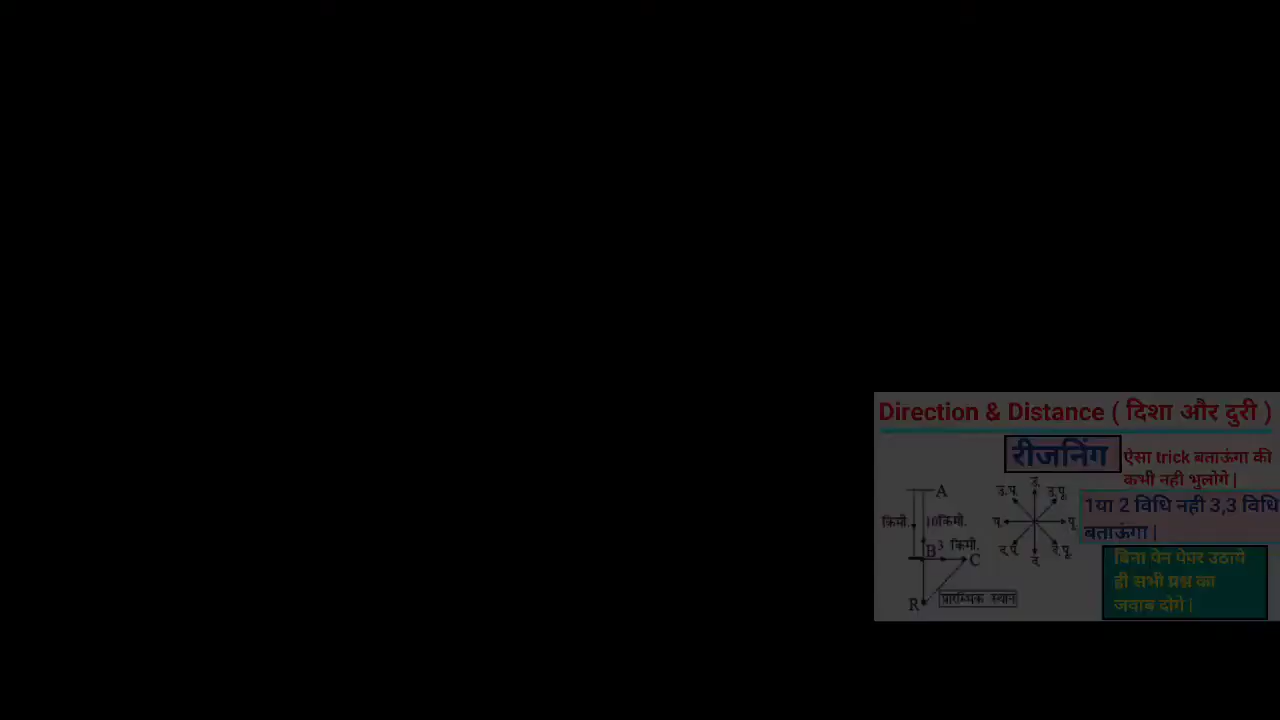 Direction & Distance ( दिशा और दुरी )
रीजनिंग
ऐसा trick बताऊंगा की
कभी नही भुलोगे |
1या 2 विधि नही 3,3 विधि
बताऊंगा |
बिना पेन पेपर उठाये
ही सभी प्रश्न का
जवाब दोगे |
A
किमी.
10किमी.
B
3 किमी.
C
R
प्रारम्भिक स्थान
उ.
उ.प.
उ.पू.
प.
पू.
द.प.
द.पू.
द.